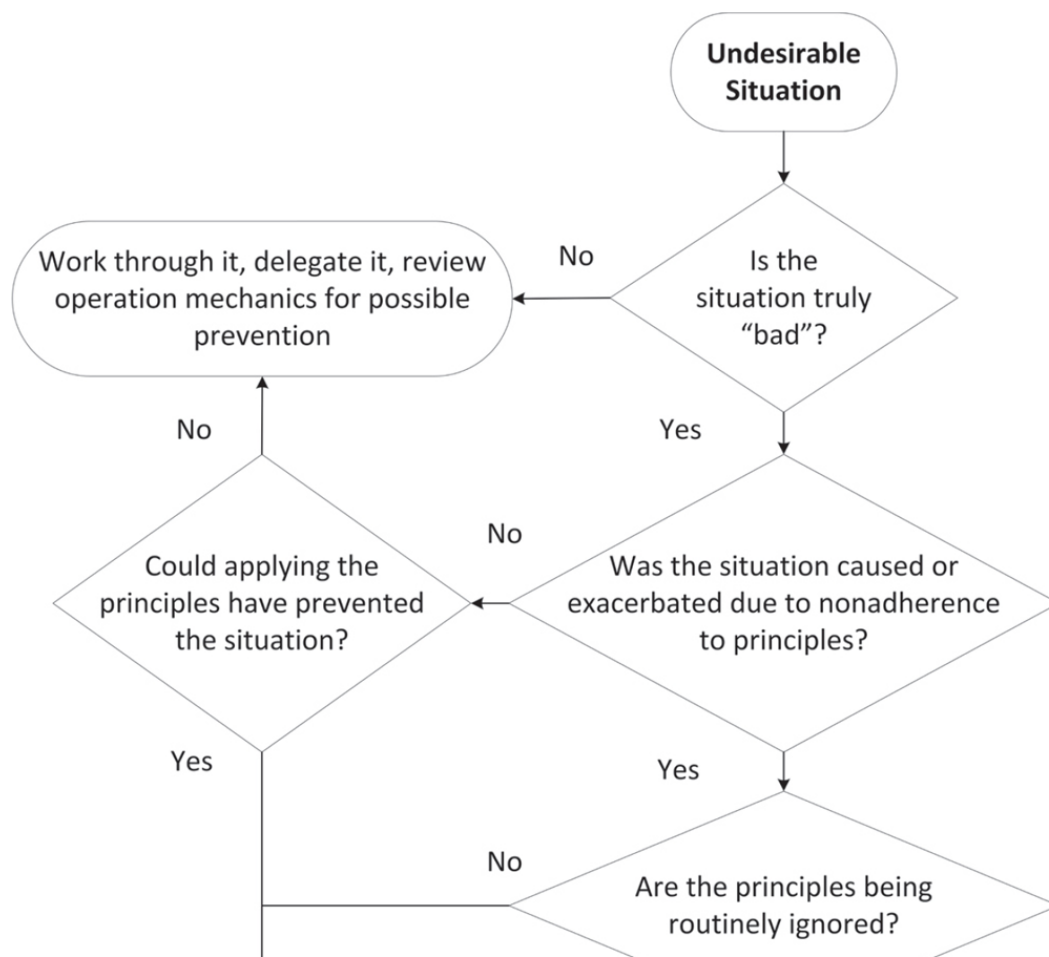 Undesirable
Situation
No
Is the
situation truly
“bad”?
Work through it, delegate it, review
operation mechanics for possible
prevention
Yes
No
No
Was the situation caused or
exacerbated due to nonadherence
to principles?
Could applying the
principles have prevented
the situation?
Yes
Yes
No
Are the principles being
routinely ignored?